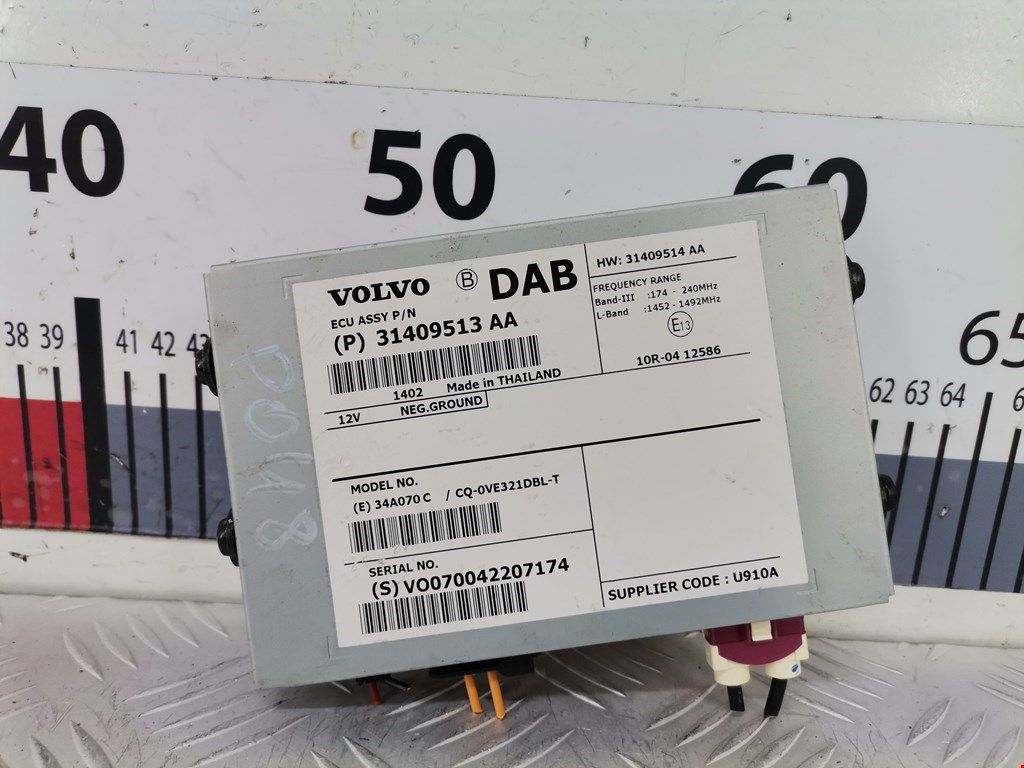 40 50 60
38 39 41 42 43 62 63 64 65
VOLVO B DAB
ECU ASSY P/N
(P) 31409513 AA
1402 Made in THAILAND
12V NEG.GROUND
HW: 31409514 AA
FREQUENCY RANGE
Band-III :174 - 240MHz
L-Band :1452 - 1492MHz
E13
10R-04 12586
MODEL NO.
(E) 34A070 C / CQ-0VE321DBL-T
SERIAL NO.
(S) VO070042207174
SUPPLIER CODE : U910A